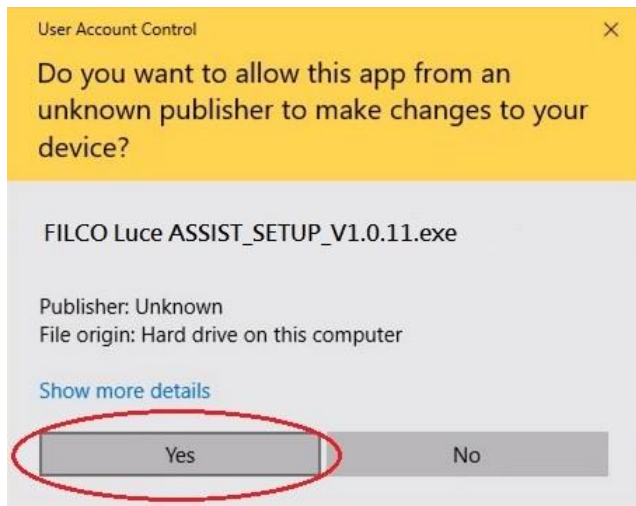 User Account Control
Do you want to allow this app from an
unknown publisher to make changes to your
device?
FILCO Luce ASSIST_SETUP_V1.0.11.exe
Publisher: Unknown
File origin: Hard drive on this computer
Show more details
Yes No